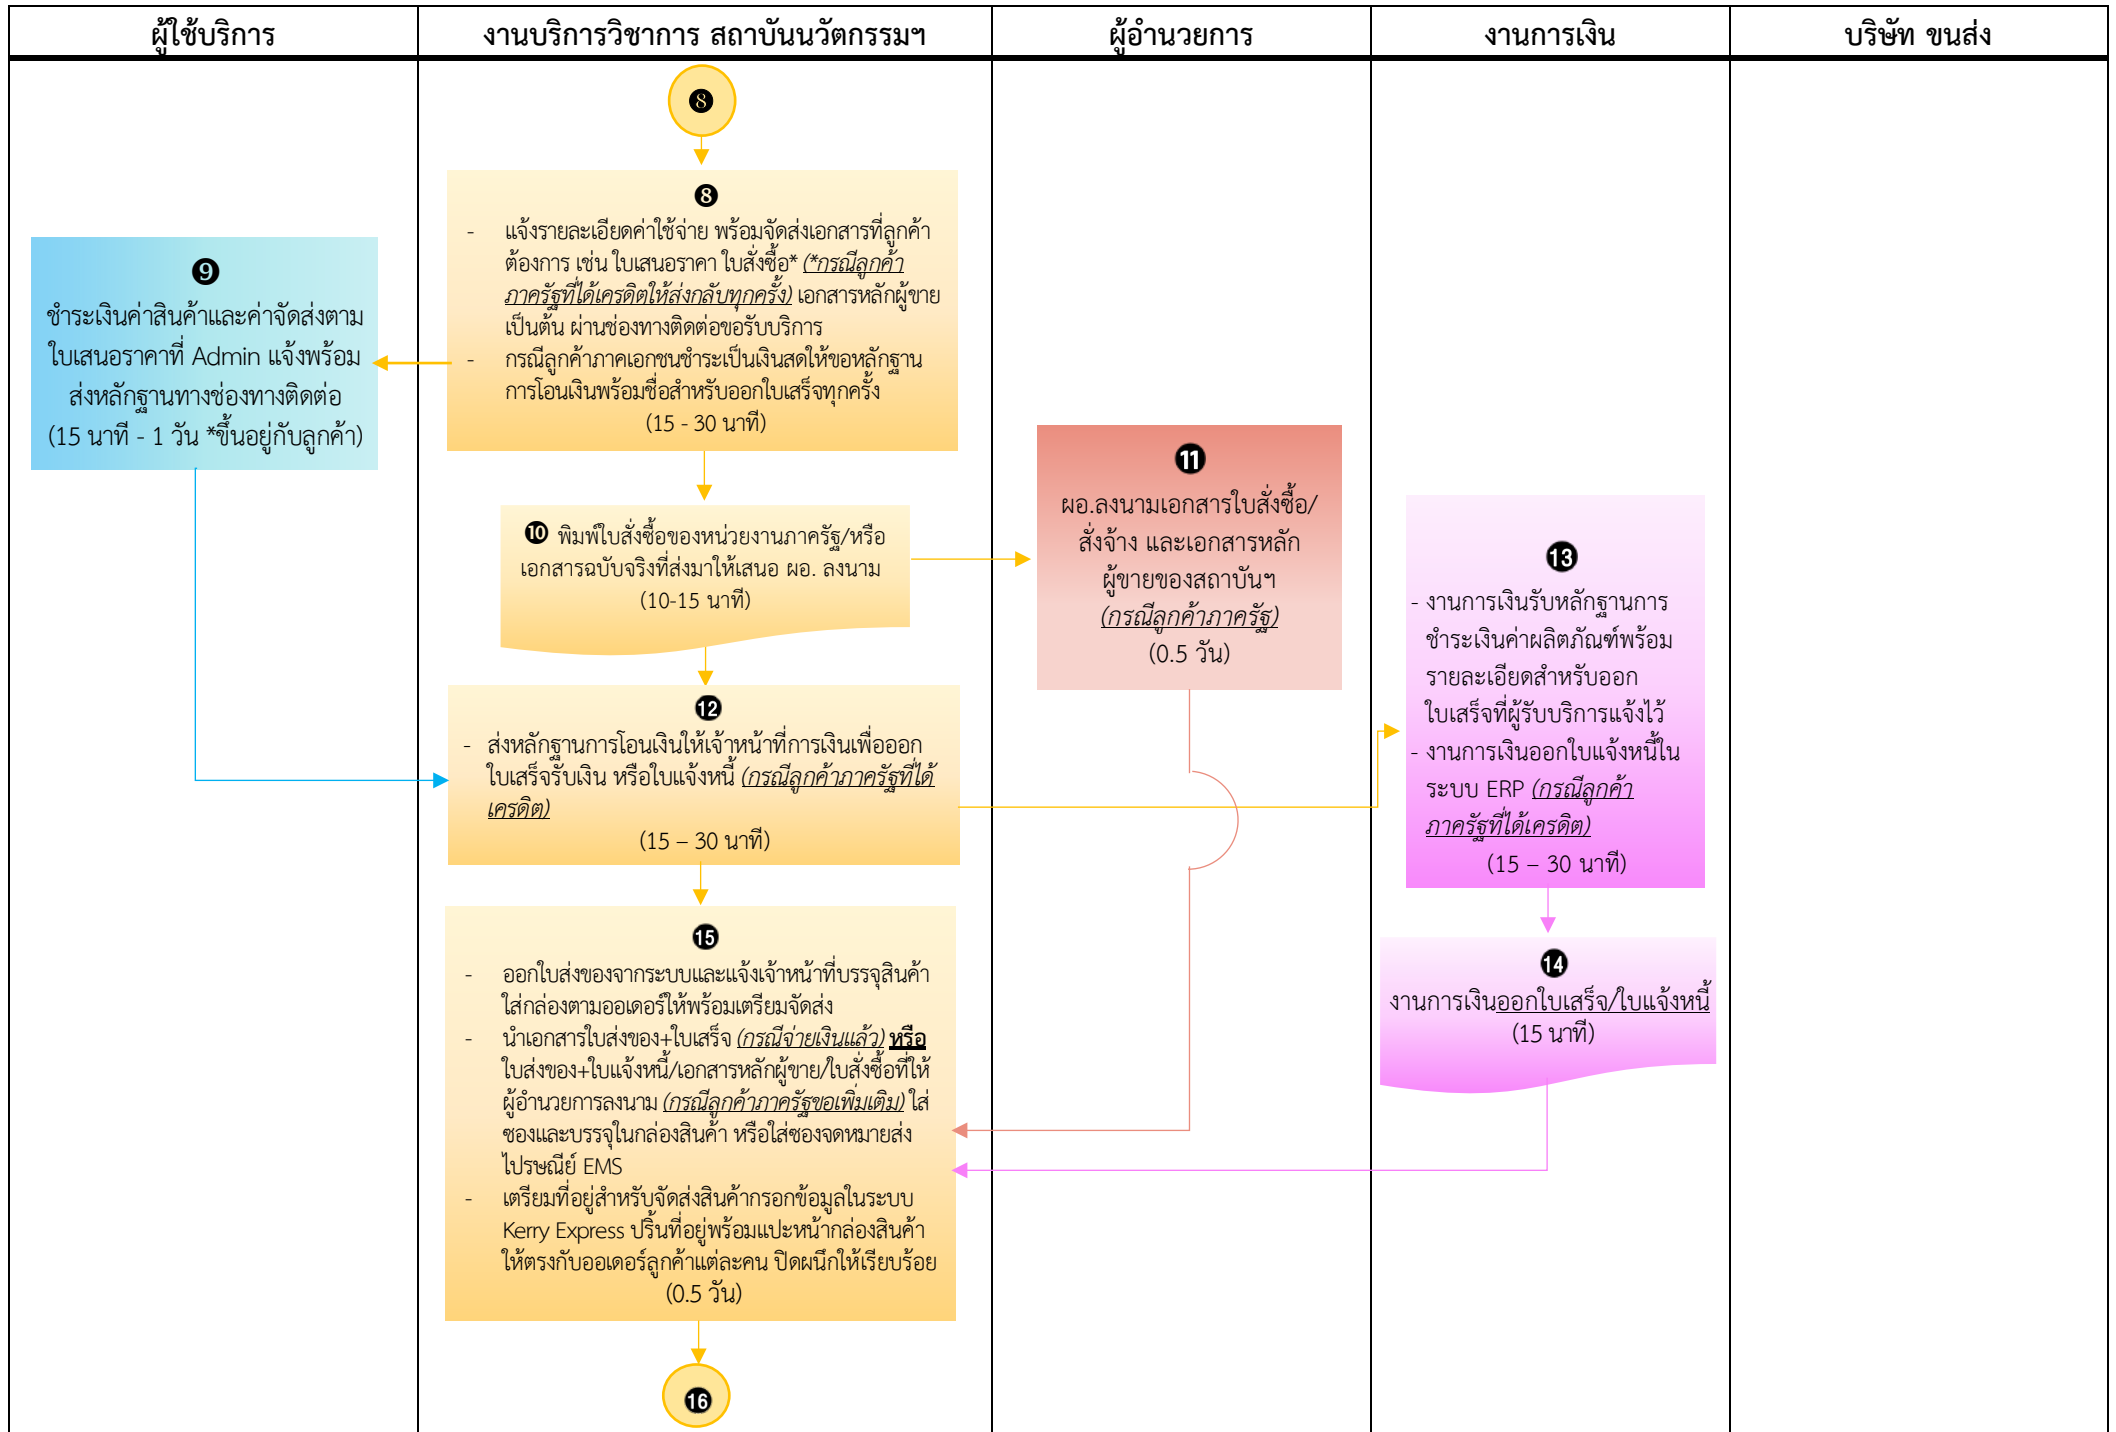 ผู้ใช้บริการ
งานบริการวิชาการ สถาบันนวัตกรรมฯ
ผู้อำนวยการ
งานการเงิน
บริษัท ขนส่ง
❽
❽
- แจ้งรายละเอียดค่าใช้จ่าย พร้อมจัดส่งเอกสารที่ลูกค้า
ต้องการ เช่น ใบเสนอราคา ใบสั่งซื้อ* (*กรณีลูกค้า
ภาครัฐที่ได้เครดิตให้ส่งกลับทุกครั้ง) เอกสารหลักผู้ขาย
เป็นต้น ผ่านช่องทางติดต่อขอรับบริการ
- กรณีลูกค้าภาคเอกชนชำระเป็นเงินสดให้ขอหลักฐาน
การโอนเงินพร้อมชื่อสำหรับออกใบเสร็จทุกครั้ง
(15 - 30 นาที)
❾
ชำระเงินค่าสินค้าและค่าจัดส่งตาม
ใบเสนอราคาที่ Admin แจ้งพร้อม
ส่งหลักฐานทางช่องทางติดต่อ
(15 นาที - 1 วัน *ขึ้นอยู่กับลูกค้า)
❿ พิมพ์ใบสั่งซื้อของหน่วยงานภาครัฐ/หรือ
เอกสารฉบับจริงที่ส่งมาให้เสนอ ผอ. ลงนาม
(10-15 นาที)
⓫
ผอ.ลงนามเอกสารใบสั่งซื้อ/
สั่งจ้าง และเอกสารหลัก
ผู้ขายของสถาบันฯ
(กรณีลูกค้าภาครัฐ)
(0.5 วัน)
⓬
- ส่งหลักฐานการโอนเงินให้เจ้าหน้าที่การเงินเพื่อออก
ใบเสร็จรับเงิน หรือใบแจ้งหนี้ (กรณีลูกค้าภาครัฐที่ได้
เครดิต)
(15 – 30 นาที)
⓭
- งานการเงินรับหลักฐานการ
ชำระเงินค่าผลิตภัณฑ์พร้อม
รายละเอียดสำหรับออก
ใบเสร็จที่ผู้รับบริการแจ้งไว้
- งานการเงินออกใบแจ้งหนี้ใน
ระบบ ERP (กรณีลูกค้า
ภาครัฐที่ได้เครดิต)
(15 – 30 นาที)
⓮
งานการเงินออกใบเสร็จ/ใบแจ้งหนี้
(15 นาที)
⓯
- ออกใบส่งของจากระบบและแจ้งเจ้าหน้าที่บรรจุสินค้า
ใส่กล่องตามออเดอร์ให้พร้อมเตรียมจัดส่ง
- นำเอกสารใบส่งของ+ใบเสร็จ (กรณีจ่ายเงินแล้ว) หรือ
ใบส่งของ+ใบแจ้งหนี้/เอกสารหลักผู้ขาย/ใบสั่งซื้อที่ให้
ผู้อำนวยการลงนาม (กรณีลูกค้าภาครัฐขอเพิ่มเติม) ใส่
ซองและบรรจุในกล่องสินค้า หรือใส่ซองจดหมายส่ง
ไปรษณีย์ EMS
- เตรียมที่อยู่สำหรับจัดส่งสินค้ากรอกข้อมูลในระบบ
Kerry Express ปริ้นที่อยู่พร้อมแปะหน้ากล่องสินค้า
ให้ตรงกับออเดอร์ลูกค้าแต่ละคน ปิดผนึกให้เรียบร้อย
(0.5 วัน)
⓰